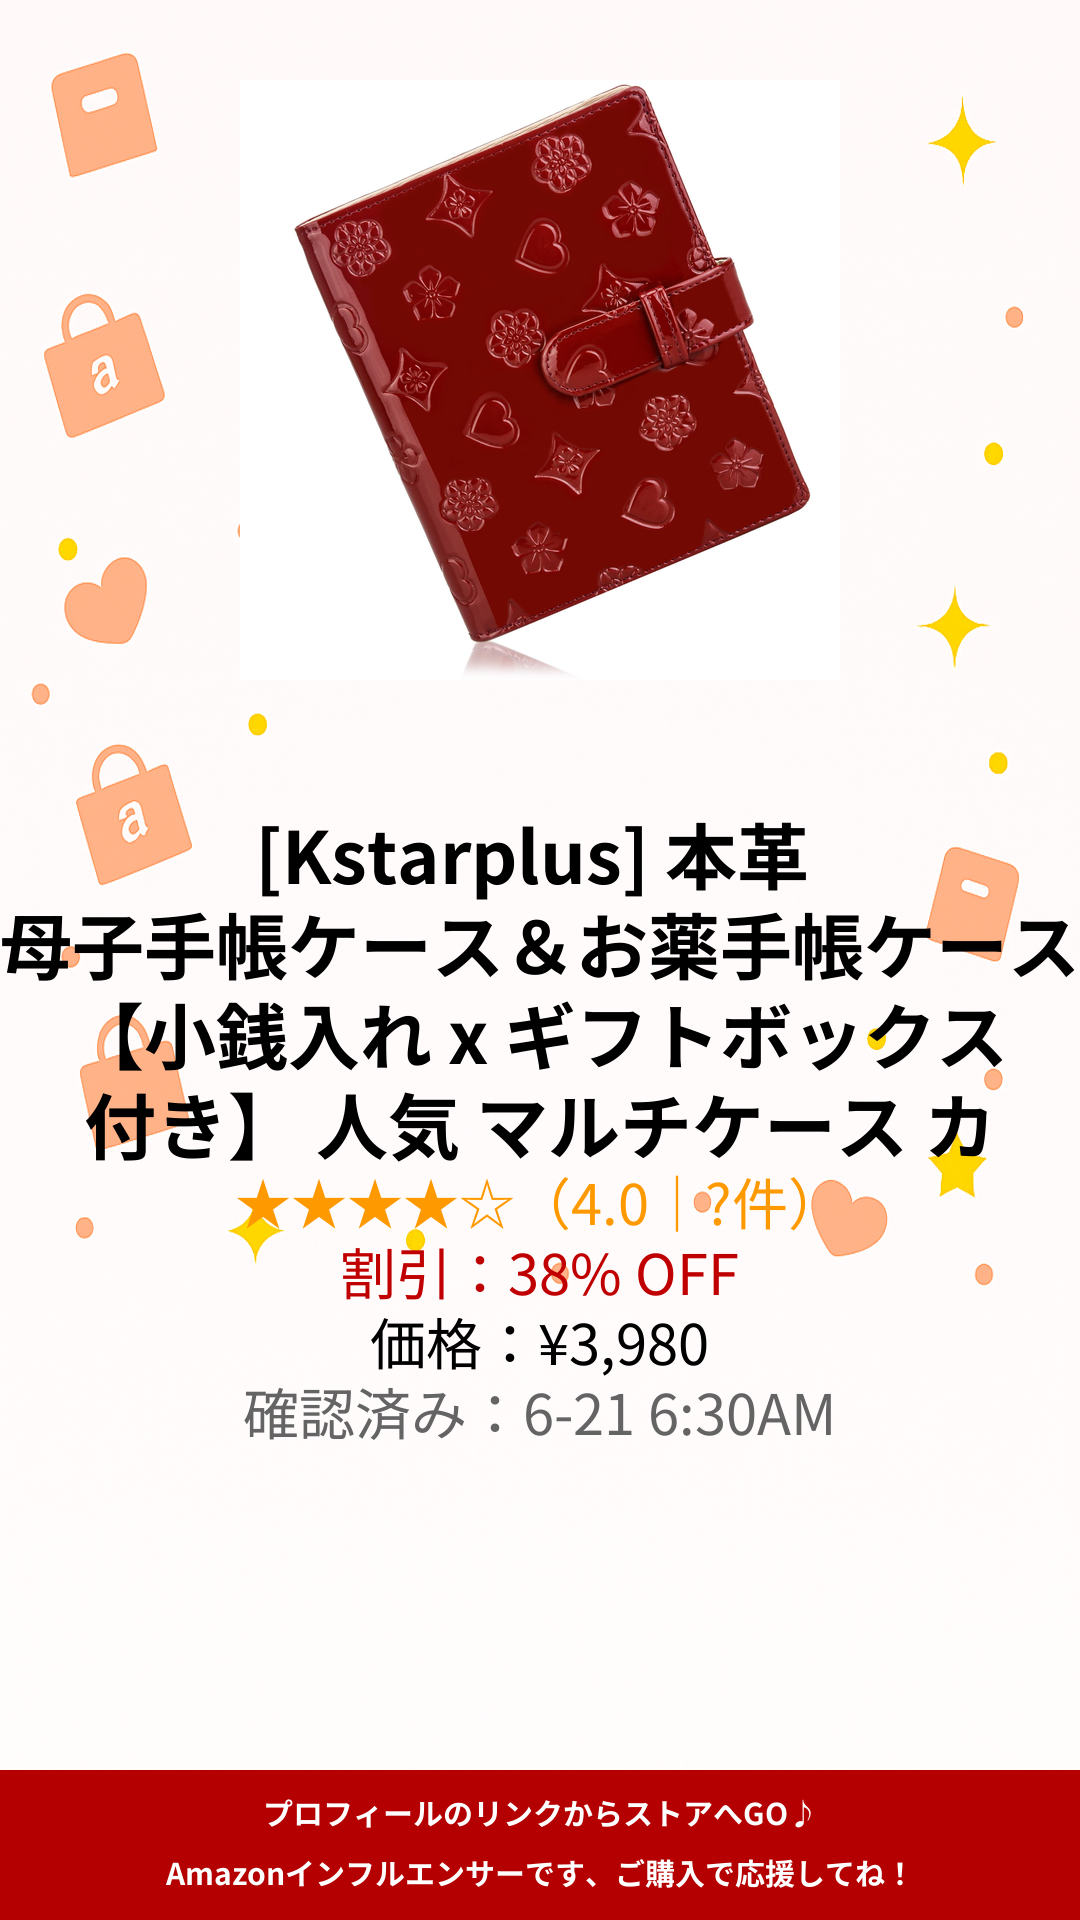 a
a
[Kstarplus] 本革
母子手帳ケース＆お薬手帳ケース
【小銭入れ x ギフトボックス
付き】 人気 マルチケース カ
★★★★☆（4.0｜?件）
割引：38% OFF
価格：¥3,980
確認済み：6-21 6:30AM
プロフィールのリンクからストアへGO♪
Amazonインフルエンサーです、ご購入で応援してね！